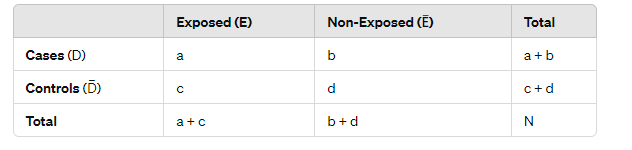 Exposed (E) Non-Exposed (Ē) Total
Cases (D) a b a + b
Controls (D̄) c d c + d
Total a + c b + d N